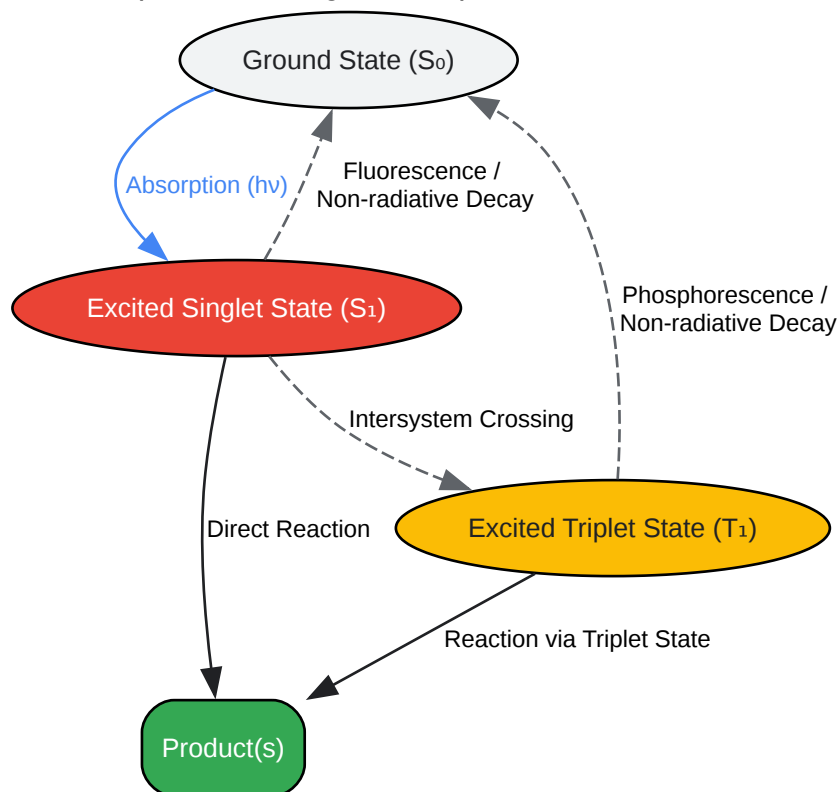 Ground State (S₀)
Absorption (hν)
Fluorescence /
Non-radiative Decay
Excited Singlet State (S₁)
Phosphorescence /
Non-radiative Decay
Intersystem Crossing
Direct Reaction
Excited Triplet State (T₁)
Reaction via Triplet State
Product(s)